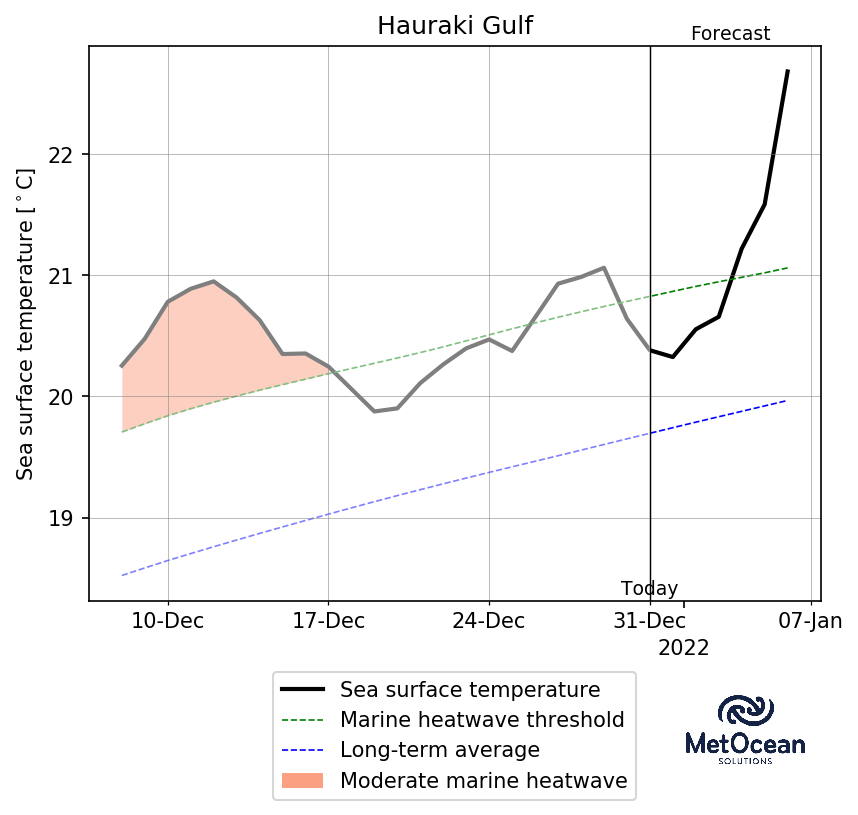 Hauraki Gulf
Forecast
Sea surface temperature [°C]
22
21
20
19
Today
10-Dec 17-Dec 24-Dec 31-Dec 07-Jan
2022
Sea surface temperature
Marine heatwave threshold
Long-term average
Moderate marine heatwave
MetOcean
SOLUTIONS